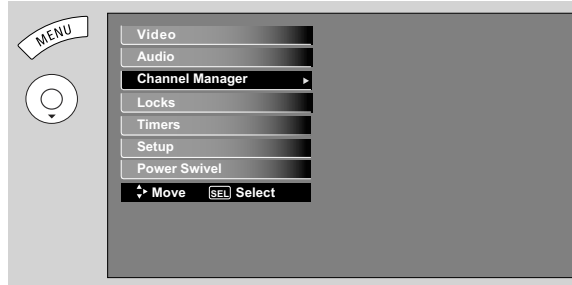 MENU
Video
Audio
Channel Manager
Locks
Timers
Setup
Power Swivel
Move SEL Select